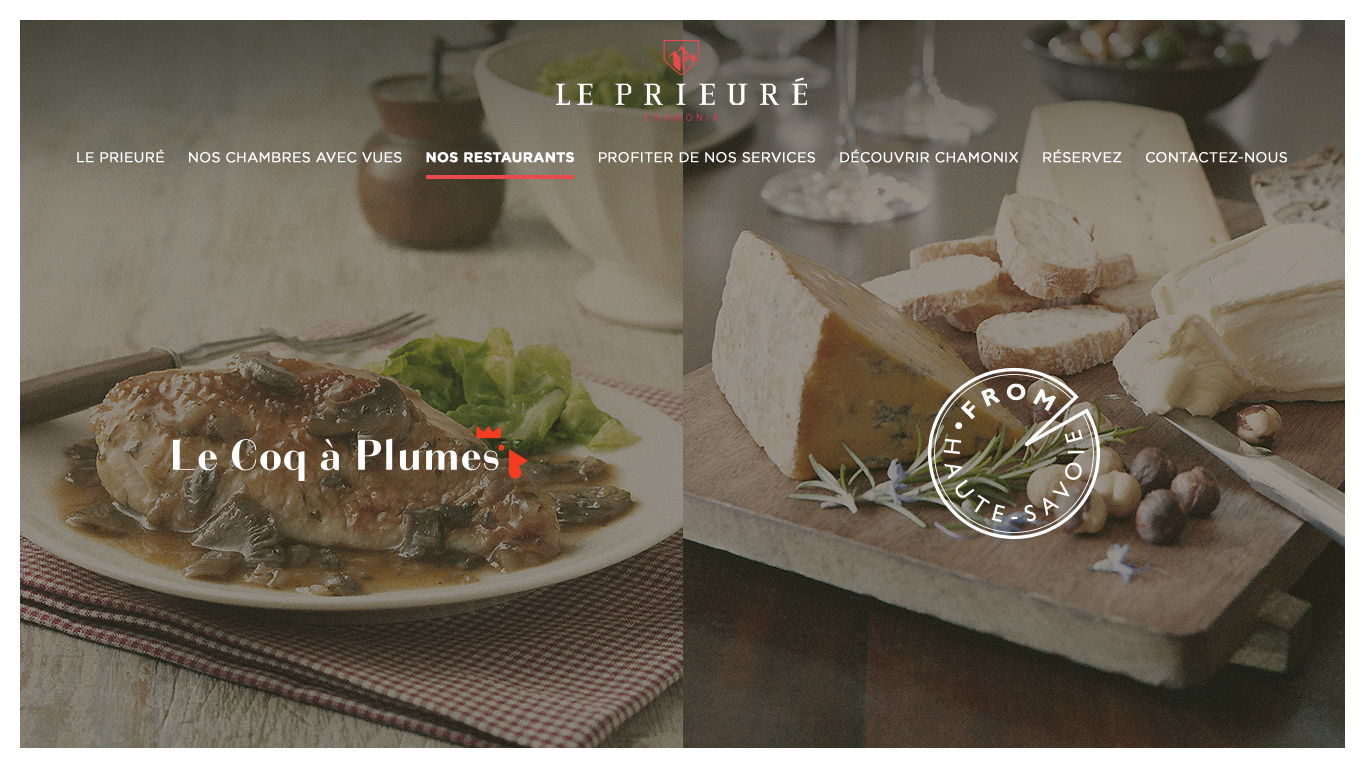 LE PRIEURÉ
CHAMONIX
LE PRIEURÉ
NOS CHAMBRES AVEC VUES
NOS RESTAURANTS
PROFITER DE NOS SERVICES
DÉCOUVRIR CHAMONIX
RÉSERVEZ
CONTACTEZ-NOUS
Le Coq à Plumes
• FROM
HAUTE-SAVOIE